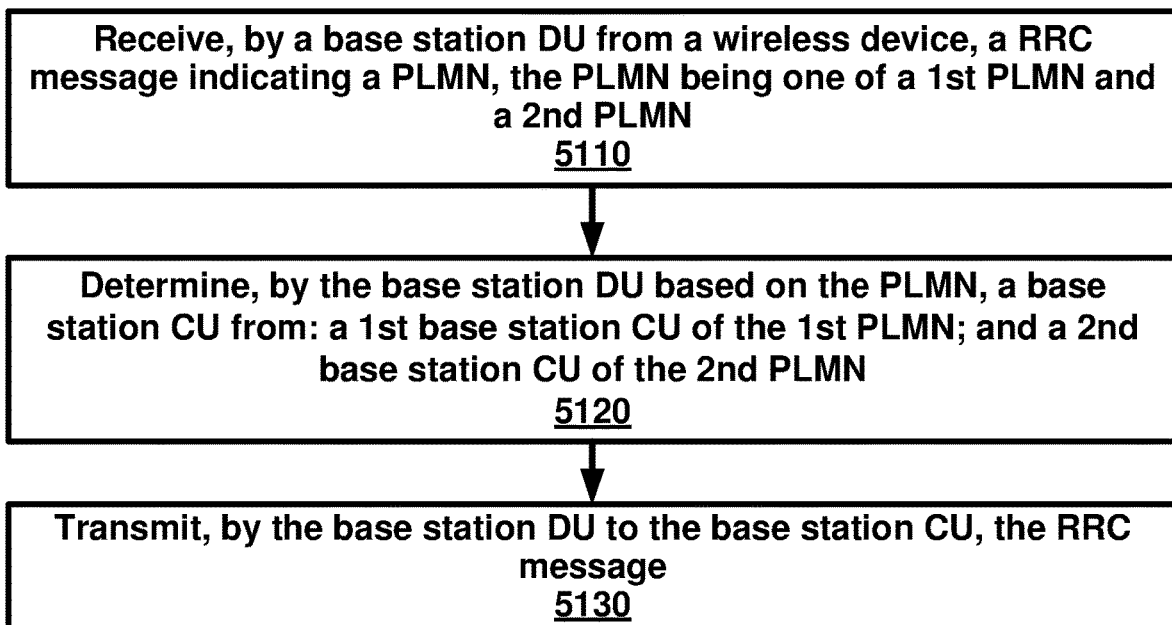 Receive, by a base station DU from a wireless device, a RRC
message indicating a PLMN, the PLMN being one of a 1st PLMN and
a 2nd PLMN
5110
Determine, by the base station DU based on the PLMN, a base
station CU from: a 1st base station CU of the 1st PLMN; and a 2nd
base station CU of the 2nd PLMN
5120
Transmit, by the base station DU to the base station CU, the RRC
message
5130